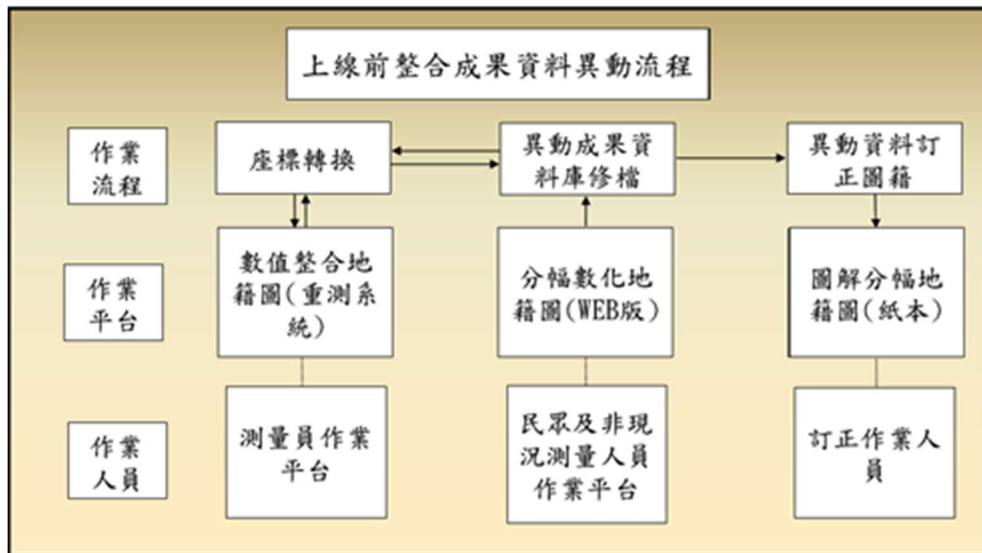 上線前整合成果資料異動流程
作業
流程
座標轉換
異動成果資
料庫修檔
異動資料訂
正圖籍
作業
平台
數值整合地
籍圖(重測系
統)
分幅數化地
籍圖(WEB版)
圖解分幅地
籍圖(紙本)
作業
人員
測量員作業
平台
民眾及非現
況測量人員
作業平台
訂正作業人
員